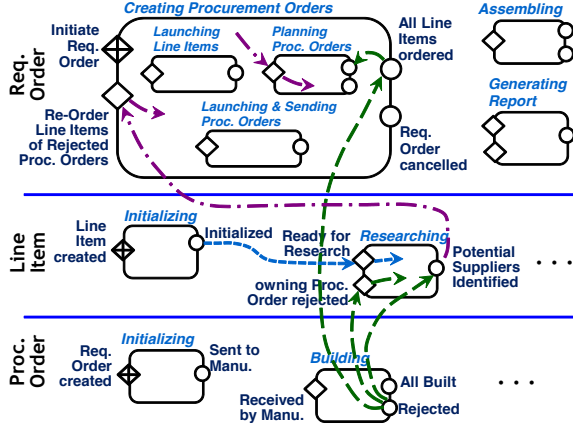 Creating Procurement Orders
Req.
Order
Initiate
Req.
Order
Launching
Line Items
Planning
Proc. Orders
All Line
Items
ordered
Assembling
Re-Order
Line Items
of Rejected
Proc. Orders
Launching & Sending
Proc. Orders
Req.
Order
cancelled
Generating
Report
Line
Item
Line
Item
created
Initializing
Initialized
Ready for
Research
Researching
owning Proc.
Order rejected
Potential
Suppliers
Identified
. . .
Proc.
Order
Req.
Order
created
Initializing
Sent to
Manu.
Building
Received
by Manu.
All Built
Rejected
. . .